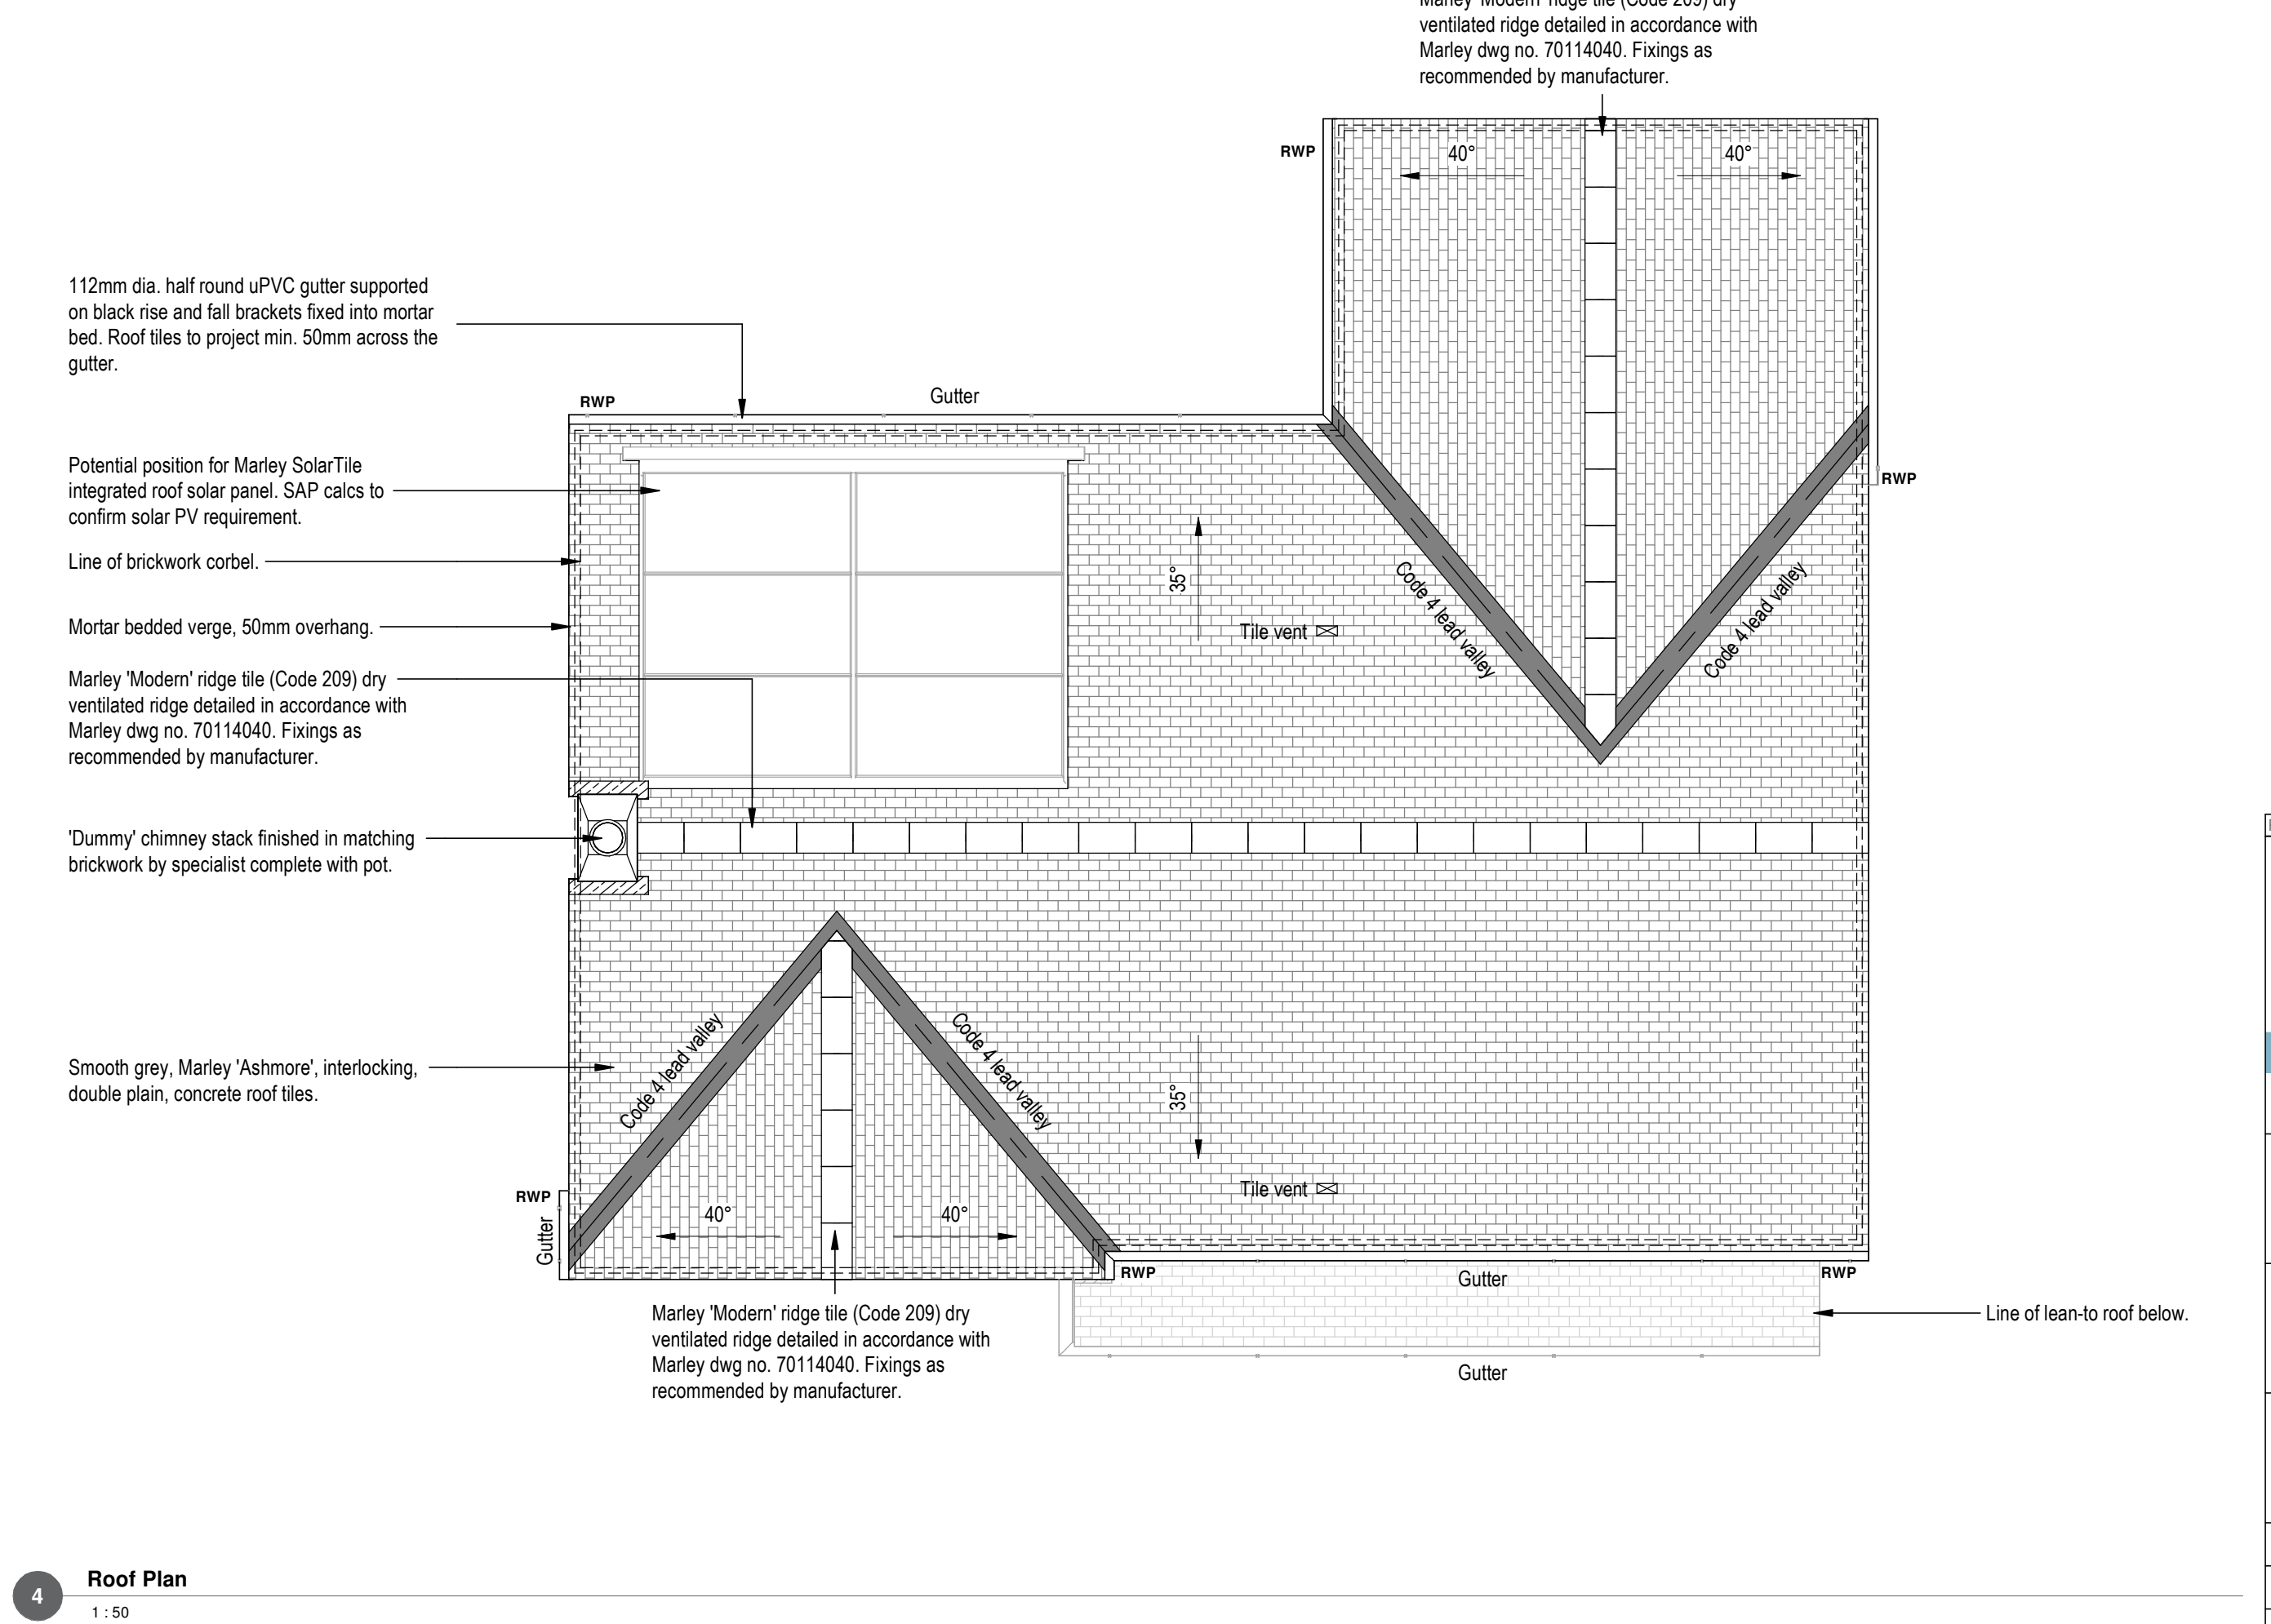 Marley 'Modern' ridge tile (Code 209) dry
ventilated ridge detailed in accordance with
Marley dwg no. 70114040. Fixings as
recommended by manufacturer.
RWP
40°
40°
112mm dia. half round uPVC gutter supported
on black rise and fall brackets fixed into mortar
bed. Roof tiles to project min. 50mm across the
gutter.
RWP
Gutter
Potential position for Marley SolarTile
integrated roof solar panel. SAP calcs to
confirm solar PV requirement.
RWP
Line of brickwork corbel.
35°
Code 4 lead valley
Code 4 lead valley
Mortar bedded verge, 50mm overhang.
Tile vent
Marley 'Modern' ridge tile (Code 209) dry
ventilated ridge detailed in accordance with
Marley dwg no. 70114040. Fixings as
recommended by manufacturer.
'Dummy' chimney stack finished in matching
brickwork by specialist complete with pot.
Smooth grey, Marley 'Ashmore', interlocking,
double plain, concrete roof tiles.
Code 4 lead valley
Code 4 lead valley
35°
Tile vent
RWP
Gutter
40°
40°
RWP
Gutter
RWP
Marley 'Modern' ridge tile (Code 209) dry
ventilated ridge detailed in accordance with
Marley dwg no. 70114040. Fixings as
recommended by manufacturer.
Line of lean-to roof below.
Gutter
4
Roof Plan
1 : 50